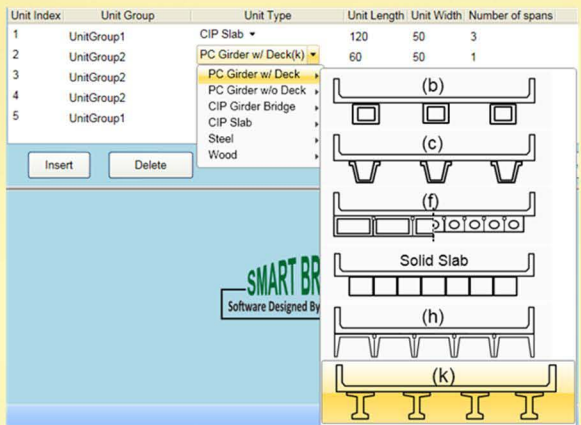 Unit Index Unit Group Unit Type Unit Length Unit Width Number of spans
1 UnitGroup1 CIP Slab 120 50 3
2 UnitGroup2 PC Girder w/ Deck(k) 60 50 1
3 UnitGroup2 PC Girder w/ Deck
4 UnitGroup2 PC Girder w/o Deck
5 UnitGroup1 CIP Girder Bridge
CIP Slab
Steel
Wood
Insert Delete
(b)
(c)
(f)
Solid Slab
(h)
(k)
SMART BR
Software Designed By